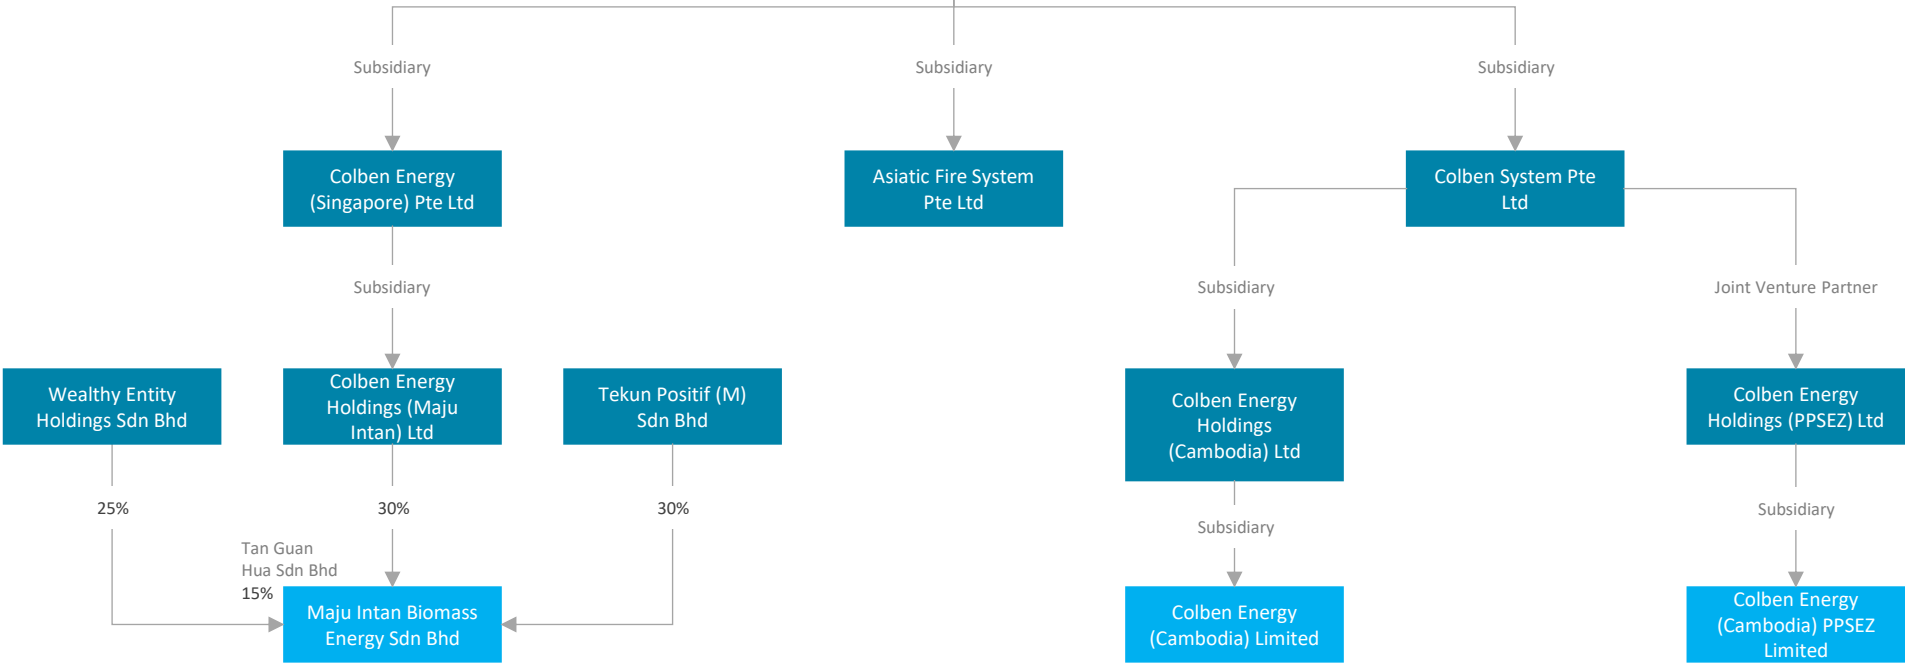 Subsidiary
Subsidiary
Subsidiary
Colben Energy
(Singapore) Pte Ltd
Asiatic Fire System
Pte Ltd
Colben System Pte
Ltd
Subsidiary
Subsidiary
Joint Venture Partner
Wealthy Entity
Holdings Sdn Bhd
Colben Energy
Holdings (Maju
Intan) Ltd
Tekun Positif (M)
Sdn Bhd
Colben Energy
Holdings
(Cambodia) Ltd
Colben Energy
Holdings (PPSEZ) Ltd
25%
30%
30%
Subsidiary
Subsidiary
Tan Guan
Hua Sdn Bhd
15%
Maju Intan Biomass
Energy Sdn Bhd
Colben Energy
(Cambodia) Limited
Colben Energy
(Cambodia) PPSEZ
Limited